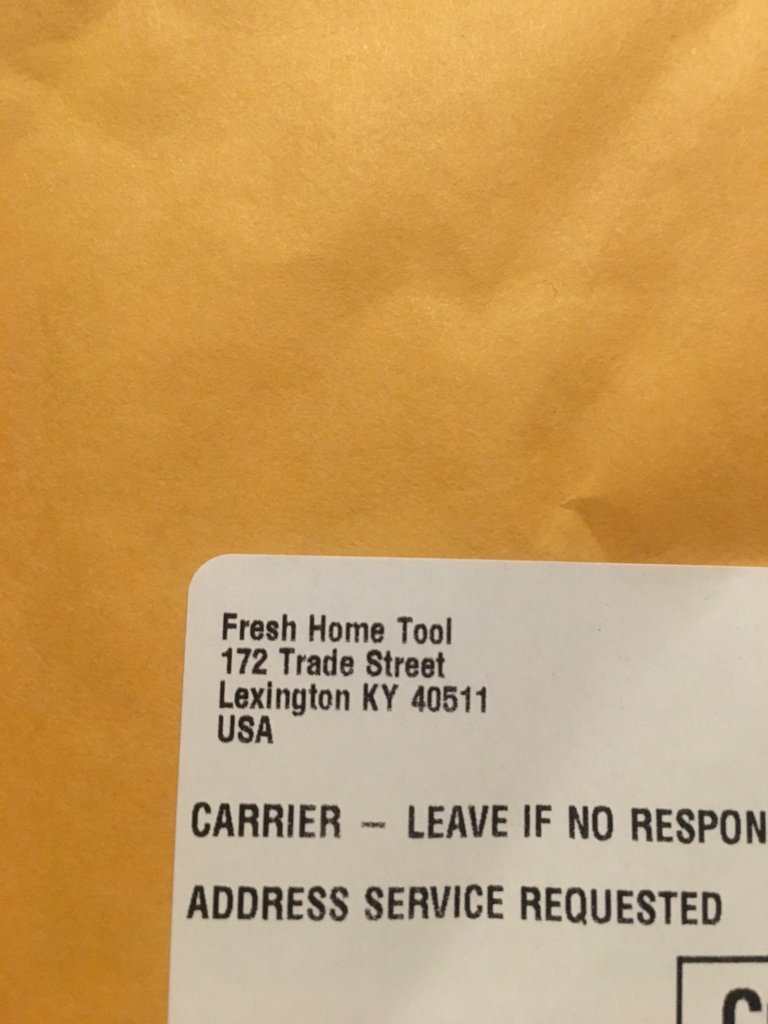 Fresh Home Tool
172 Trade Street
Lexington KY 40511
USA
CARRIER – LEAVE IF NO RESPON
ADDRESS SERVICE REQUESTED